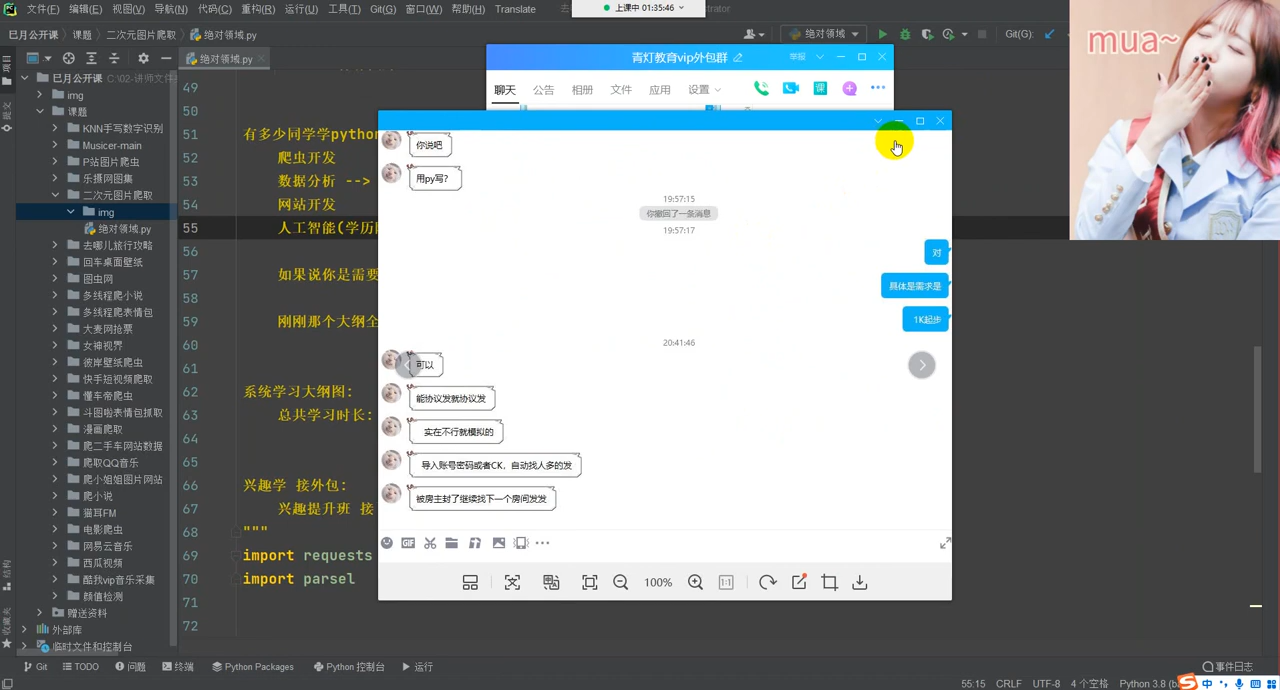 文件(F) 编辑(E) 视图(V) 导航(N) 代码(C) 重构(R) 运行(U) 工具(T) Git(G) 窗口(W) 帮助(H) Translate
上课中 01:35:46
mua~
巳月公开课 课题 二次元图片爬取 绝对领域.py
绝对领域
Git(G):
项目
绝对领域.py
巳月公开课
img
课题
KNN手写数字识别
Musicer-main
P站图片爬虫
乐摄网图集
二次元图片爬取
img
绝对领域.py
去哪儿旅行攻略
回车桌面壁纸
图虫网
多线程爬小说
多线程爬表情包
大麦网抢票
女神视界
彼岸壁纸爬虫
快手短视频爬取
懂车帝爬虫
斗图啦表情包抓取
漫画爬取
爬二手车网站数据
爬取QQ音乐
爬小姐姐图片网站
爬小说
猫耳FM
电影爬虫
网易云音乐
西瓜视频
酷我vip音乐采集
颜值检测
赠送资料
外部库
临时文件和控制台
49
50
51 有多少同学学python
52 爬虫开发
53 数据分析 -->
54 网站开发
55 人工智能(学历
56
57 如果说你是需要
58
59 刚刚那个大纲全
60
61
62 系统学习大纲图:
63 总共学习时长:
64
65
66 兴趣学 接外包:
67 兴趣提升班 接
68 """
69 import requests
70 import parsel
71
72
青灯教育vip外包群
举报
聊天 公告 相册 文件 应用 设置
课
你说吧
用py写?
19:57:15
你撤回了一条消息
19:57:17
对
具体是需求是
1K起步
20:41:46
可以
能协议发就协议发
实在不行就模拟的
导入账号密码或者CK，自动找人多的发
被房主封了继续找下一个房间发发
GIF
100%
1:1
结构
收藏夹
Git TODO 问题 终端 Python Packages Python 控制台 运行
事件日志
55:15 CRLF UTF-8 4 个空格 Python 3.8
中